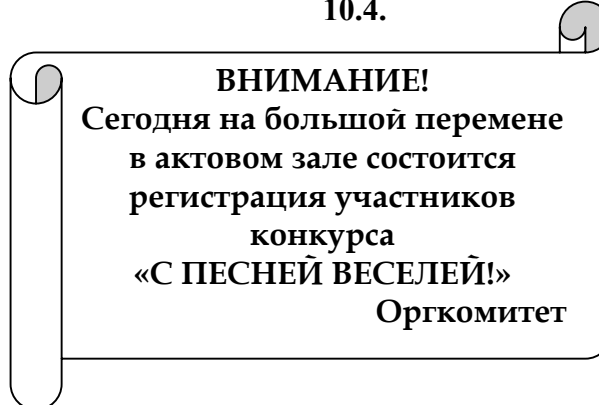 10.4.
ВНИМАНИЕ!
Сегодня на большой перемене
в актовом зале состоится
регистрация участников
конкурса
«С ПЕСНЕЙ ВЕСЕЛЕЙ!»
Оргкомитет